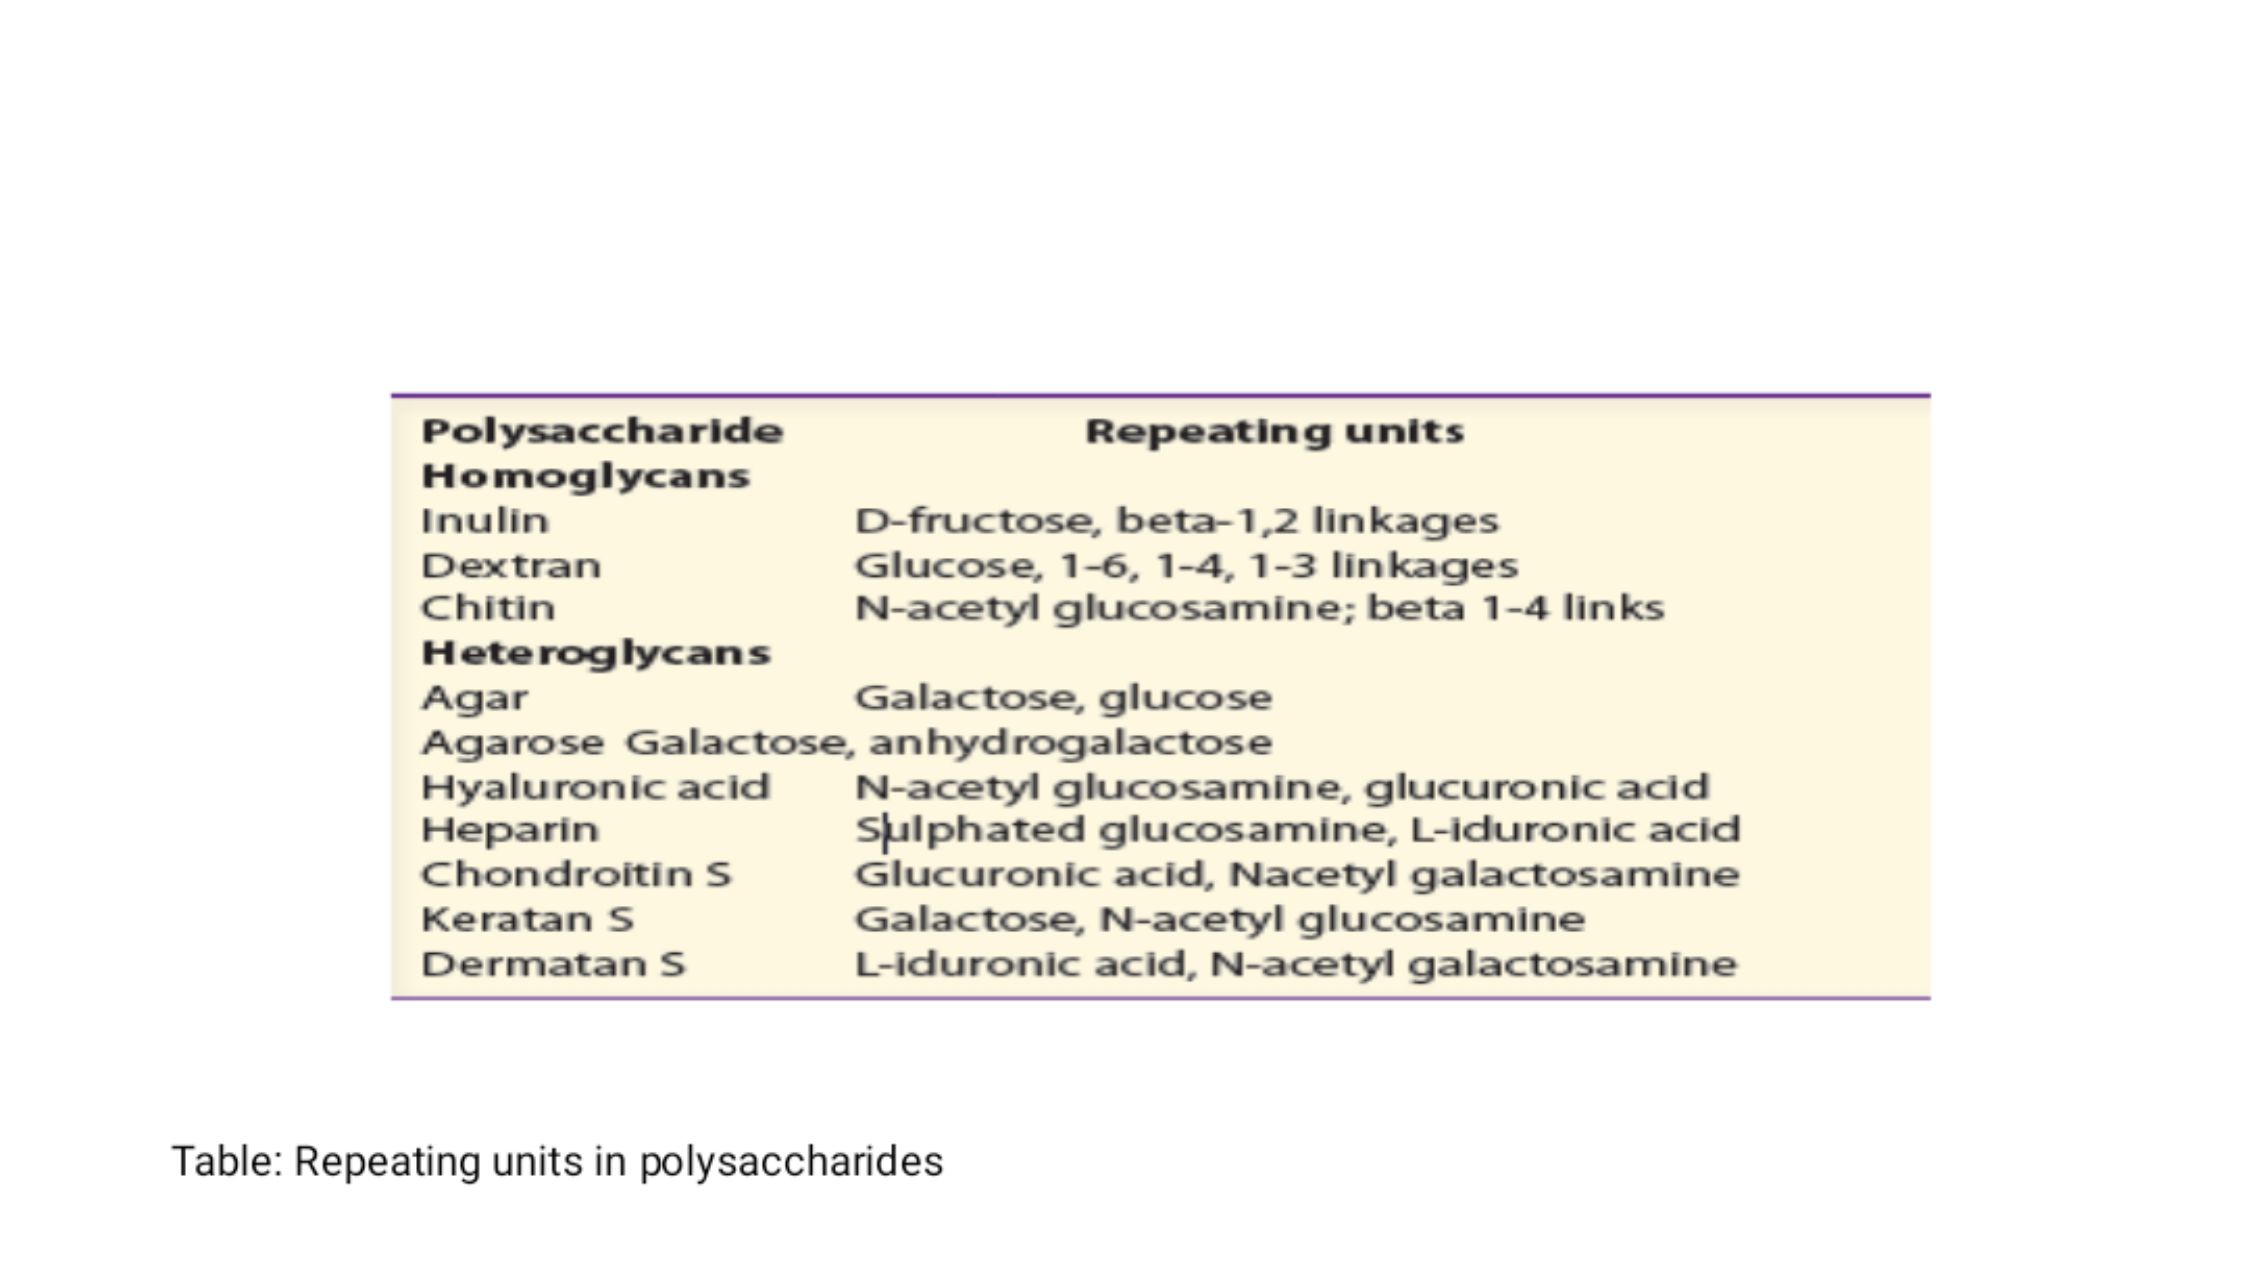 Polysaccharide Repeating units
Homoglycans
Inulin D-fructose, beta-1,2 linkages
Dextran Glucose, 1-6, 1-4, 1-3 linkages
Chitin N-acetyl glucosamine; beta 1-4 links
Heteroglycans
Agar Galactose, glucose
Agarose Galactose, anhydrogalactose
Hyaluronic acid N-acetyl glucosamine, glucuronic acid
Heparin Sulphated glucosamine, L-iduronic acid
Chondroitin S Glucuronic acid, Nacetyl galactosamine
Keratan S Galactose, N-acetyl glucosamine
Dermatan S L-iduronic acid, N-acetyl galactosamine
Table: Repeating units in polysaccharides